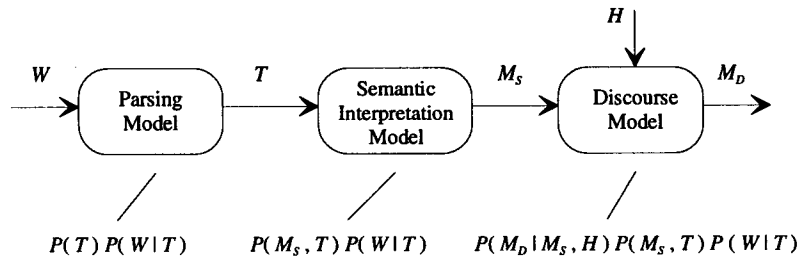 H
W
Parsing
Model
T
Semantic
Interpretation
Model
M_S
Discourse
Model
M_D
P(T) P(W | T)
P(M_S, T) P(W | T)
P(M_D | M_S, H) P(M_S, T) P(W | T)